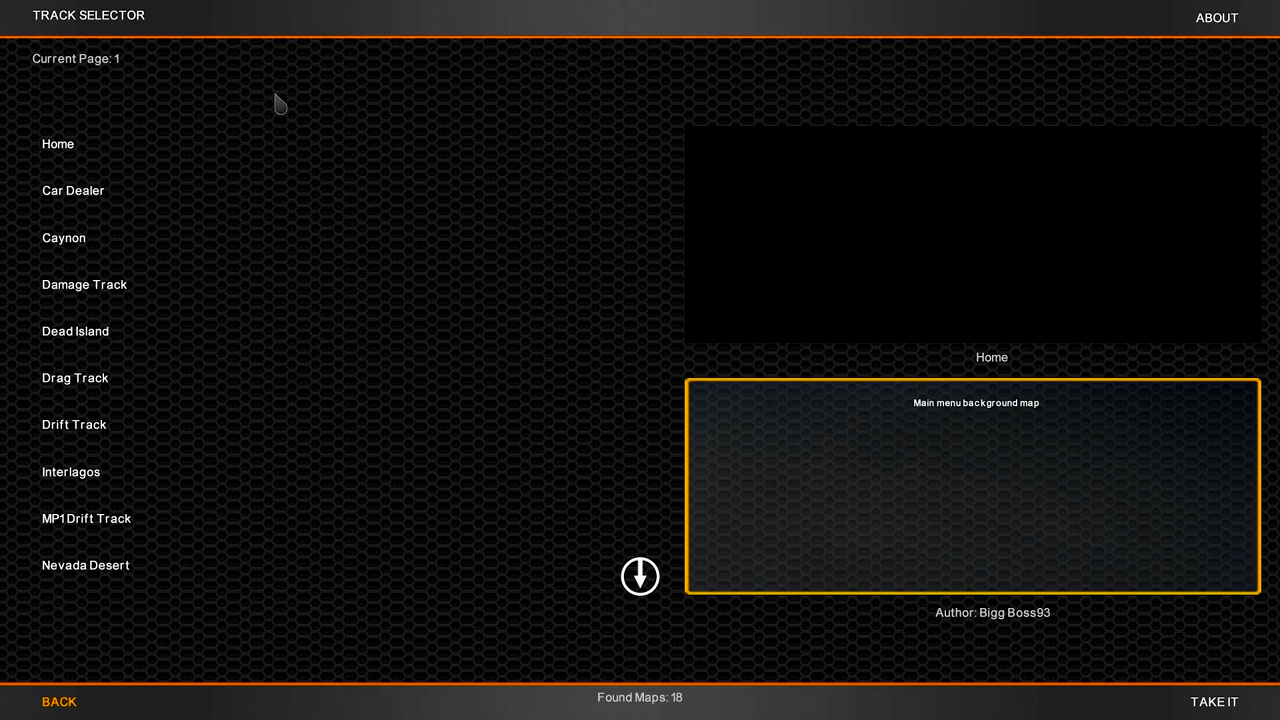 TRACK SELECTOR
ABOUT
Current Page: 1
Home
Car Dealer
Caynon
Damage Track
Dead Island
Drag Track
Drift Track
Interlagos
MP1 Drift Track
Nevada Desert
Home
Main menu background map
Author: Bigg Boss93
BACK
Found Maps: 18
TAKE IT